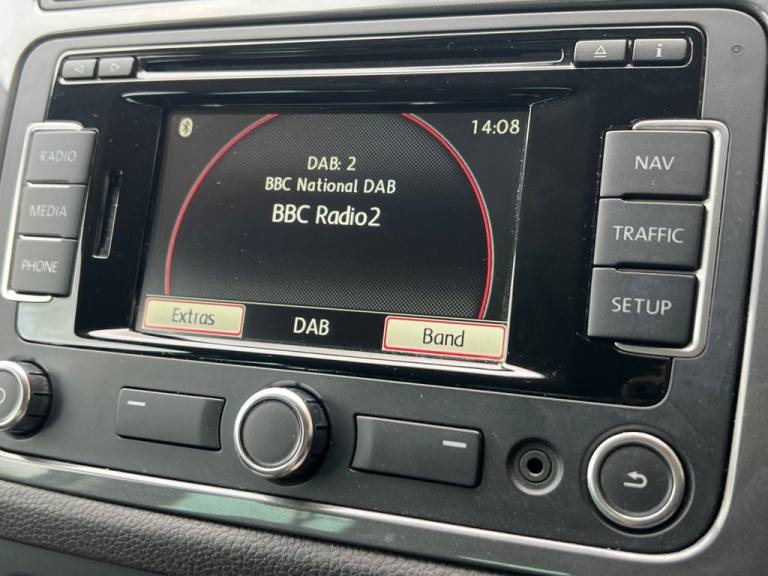 i
RADIO
MEDIA
PHONE
14:08
DAB: 2
BBC National DAB
BBC Radio2
Extras
DAB
Band
NAV
TRAFFIC
SETUP